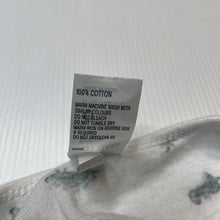 100% COTTON
WARM MACHINE WASH WITH
SIMILAR COLOURS
DO NOT BLEACH
DO NOT TUMBLE DRY
WARM IRON ON REVERSE SIDE
IF REQUIRED
DO NOT DRYCLEAN